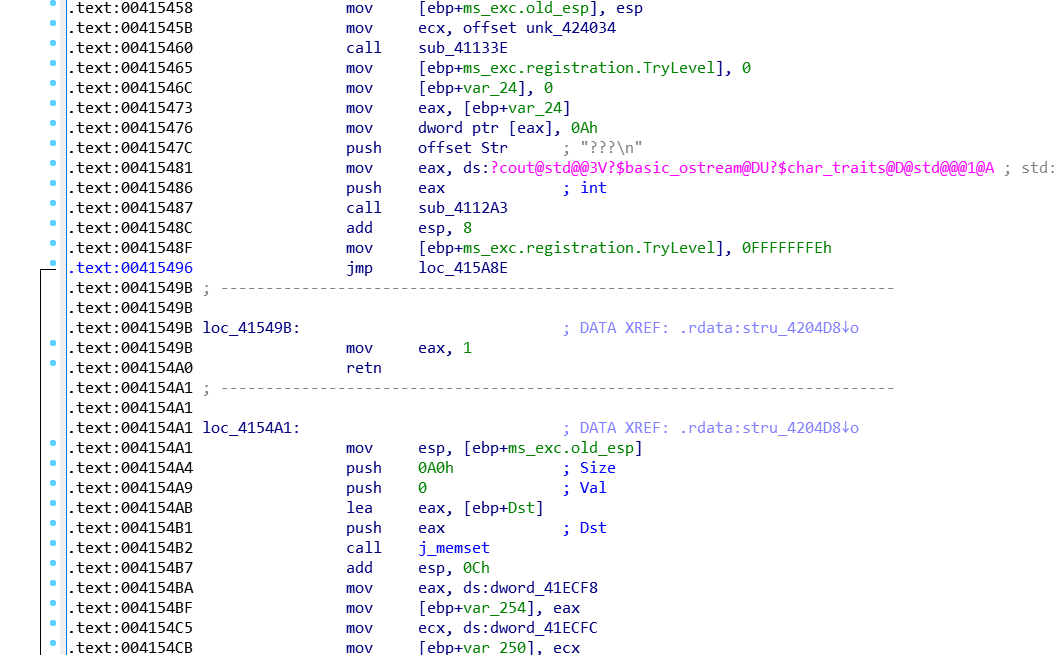 .text:00415458 mov [ebp+ms_exc.old_esp], esp
.text:0041545B mov ecx, offset unk_424034
.text:00415460 call sub_41133E
.text:00415465 mov [ebp+ms_exc.registration.TryLevel], 0
.text:0041546C mov [ebp+var_24], 0
.text:00415473 mov eax, [ebp+var_24]
.text:00415476 mov dword ptr [eax], 0Ah
.text:0041547C push offset Str ; "???\n"
.text:00415481 mov eax, ds:?cout@std@@3V?$basic_ostream@DU?$char_traits@D@std@@@1@A ; std:
.text:00415486 push eax ; int
.text:00415487 call sub_4112A3
.text:0041548C add esp, 8
.text:0041548F mov [ebp+ms_exc.registration.TryLevel], 0FFFFFFFEh
.text:00415496 jmp loc_415A8E
.text:0041549B ; ---------------------------------------------------------------------------
.text:0041549B
.text:0041549B loc_41549B: ; DATA XREF: .rdata:stru_4204D8↓o
.text:0041549B mov eax, 1
.text:004154A0 retn
.text:004154A1 ; ---------------------------------------------------------------------------
.text:004154A1
.text:004154A1 loc_4154A1: ; DATA XREF: .rdata:stru_4204D8↓o
.text:004154A1 mov esp, [ebp+ms_exc.old_esp]
.text:004154A4 push 0A0h ; Size
.text:004154A9 push 0 ; Val
.text:004154AB lea eax, [ebp+Dst]
.text:004154B1 push eax ; Dst
.text:004154B2 call j_memset
.text:004154B7 add esp, 0Ch
.text:004154BA mov eax, ds:dword_41ECF8
.text:004154BF mov [ebp+var_254], eax
.text:004154C5 mov ecx, ds:dword_41ECFC
.text:004154CB mov [ebp+var_250], ecx